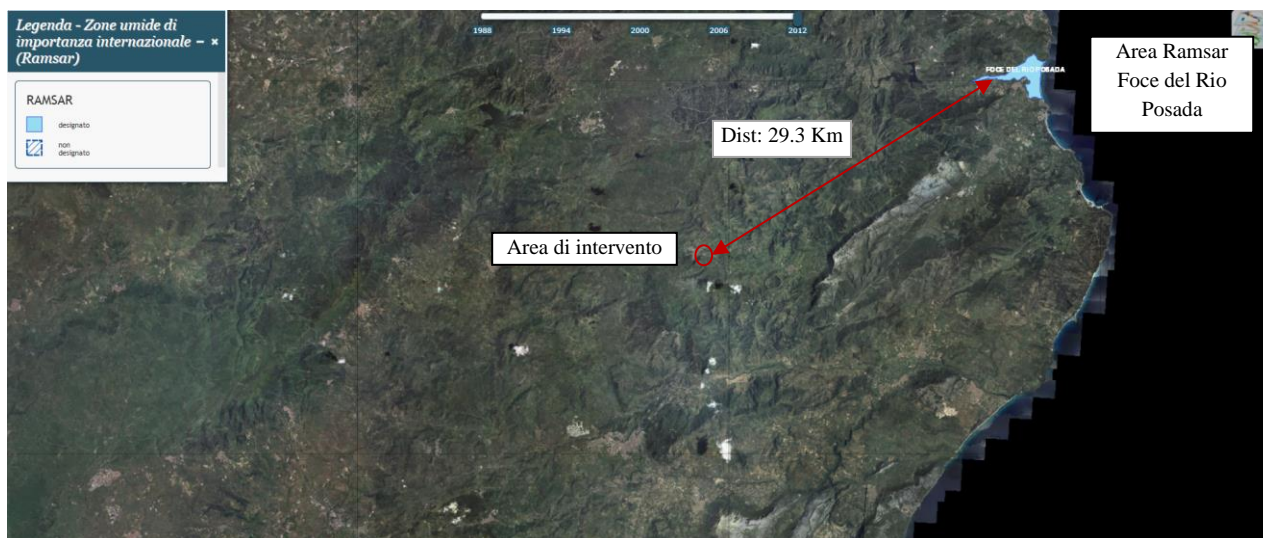 Legenda - Zone umide di
importanza internazionale – ×
(Ramsar)
RAMSAR
designato
non
designato
1988 1994 2000 2006 2012
FOCE DEL RIO POSADA
Area Ramsar
Foce del Rio
Posada
Dist: 29.3 Km
Area di intervento